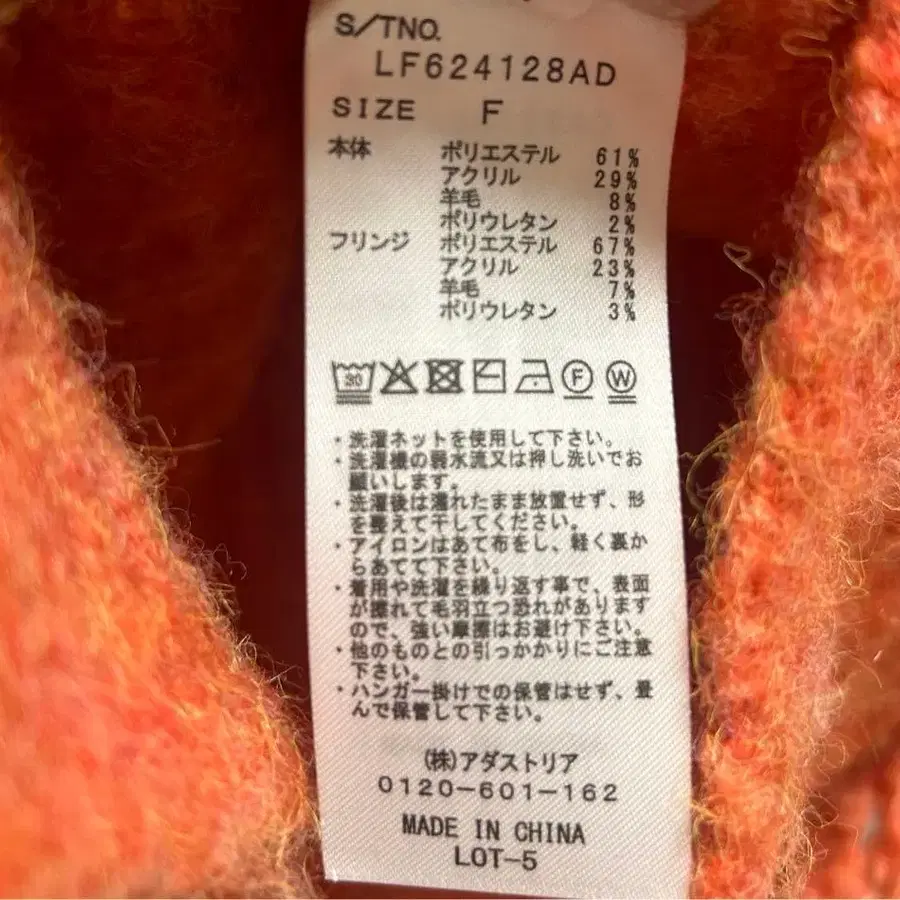 S/TNO.
LF624128AD
SIZE F
本体 ポリエステル 61%
アクリル 29%
羊毛 8%
ポリウレタン 2%
フリンジ ポリエステル 67%
アクリル 23%
羊毛 7%
ポリウレタン 3%
30 F W
・洗濯ネットを使用して下さい。
・洗濯機の弱水流又は押し洗いでお
願いします。
・洗濯後は濡れたまま放置せず、形
を整えて干してください。
・アイロンはあて布をし、軽く裏か
らあてて下さい。
・着用や洗濯を繰り返す事で、表面
が擦れて毛羽立つ恐れがあります
ので、強い摩擦はお避け下さい。
・他のものとの引っかかりにご注意
下さい。
・ハンガー掛けでの保管はせず、畳
んで保管して下さい。
(株)アダストリア
0120-601-162
MADE IN CHINA
LOT-5